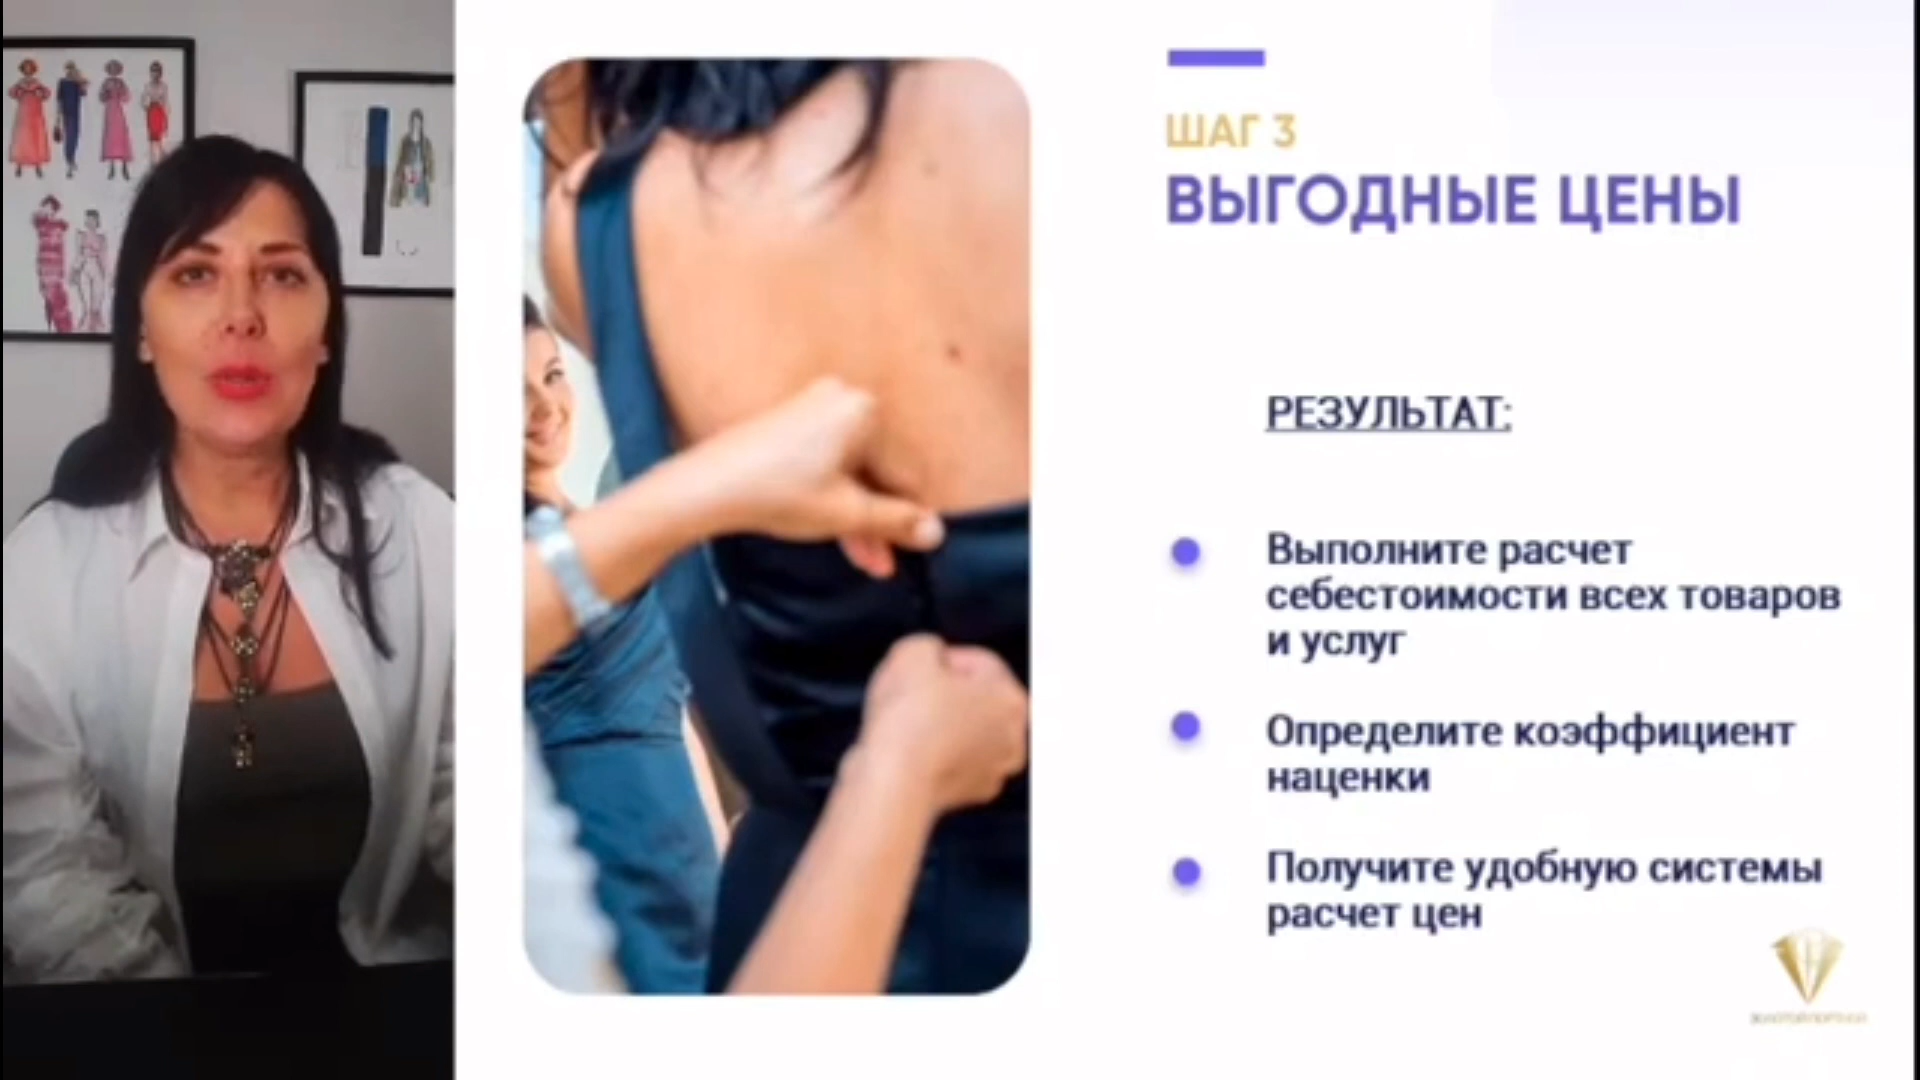 ШАГ 3
ВЫГОДНЫЕ ЦЕНЫ
РЕЗУЛЬТАТ:
Выполните расчет
себестоимости всех товаров
и услуг
Определите коэффициент
наценки
Получите удобную системы
расчет цен